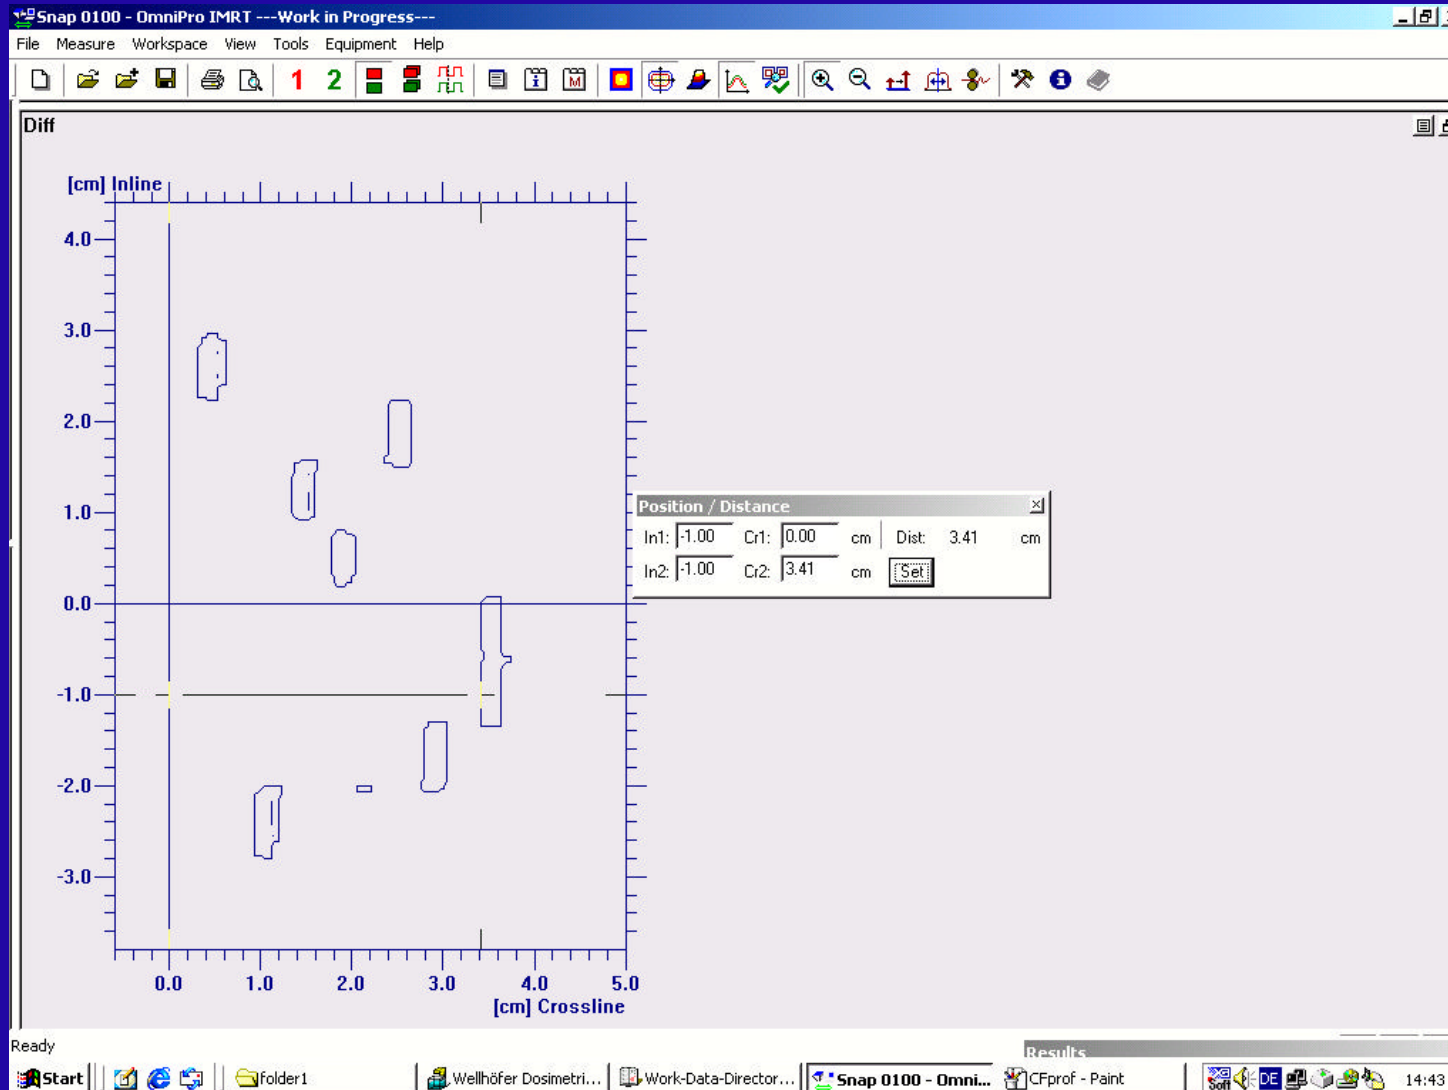 Snap 0100 - OmniPro IMRT ---Work in Progress---
File Measure Workspace View Tools Equipment Help
1 2
Diff
[cm] Inline
4.0
3.0
2.0
1.0
0.0
-1.0
-2.0
-3.0
0.0 1.0 2.0 3.0 4.0 5.0
[cm] Crossline
Position / Distance
In1: -1.00 Cr1: 0.00 cm Dist: 3.41 cm
In2: -1.00 Cr2: 3.41 cm Set
Ready
Results
Start folder1 Wellhöfer Dosimetri... Work-Data-Director... Snap 0100 - Omni... CFprof - Paint DE 14:43